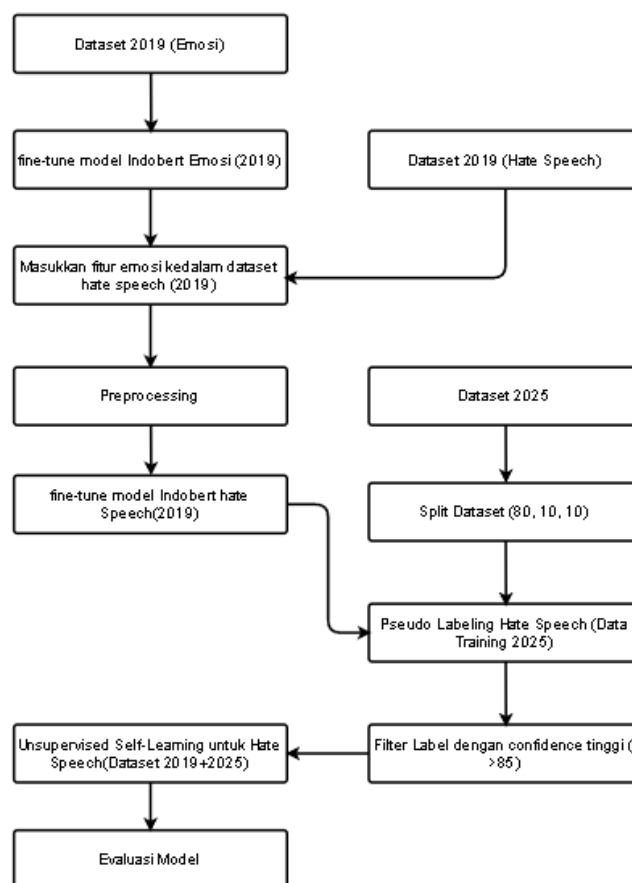 Dataset 2019 (Emosi)
fine-tune model Indobert Emosi (2019)
Dataset 2019 (Hate Speech)
Masukkan fitur emosi kedalam dataset
hate speech (2019)
Preprocessing
Dataset 2025
fine-tune model Indobert hate
Speech(2019)
Split Dataset (80, 10, 10)
Pseudo Labeling Hate Speech (Data
Training 2025)
Unsupervised Self-Learning untuk Hate
Speech(Dataset 2019+2025)
Filter Label dengan confidence tinggi (
>85)
Evaluasi Model